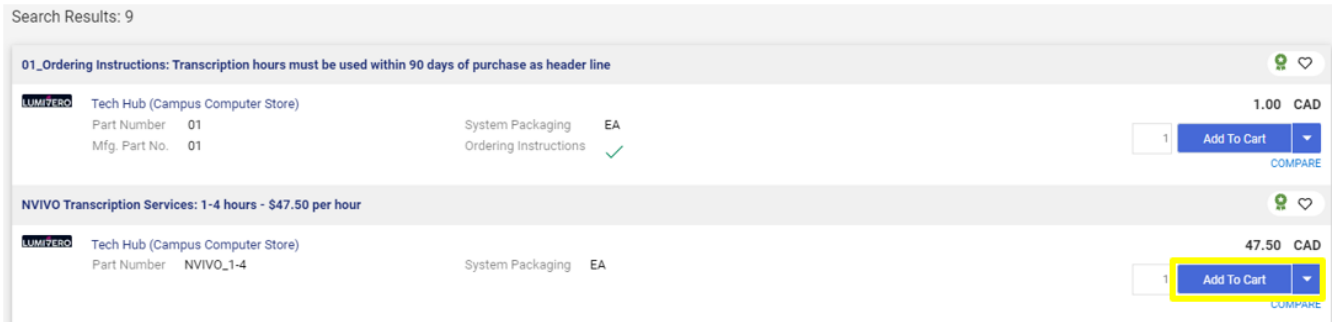 Search Results: 9
01_Ordering Instructions: Transcription hours must be used within 90 days of purchase as header line
LUMIVERO Tech Hub (Campus Computer Store) 1.00 CAD
Part Number 01 System Packaging EA
Mfg. Part No. 01 Ordering Instructions 1 Add To Cart
COMPARE
NVIVO Transcription Services: 1-4 hours - $47.50 per hour
LUMIVERO Tech Hub (Campus Computer Store) 47.50 CAD
Part Number NVIVO_1-4 System Packaging EA
1 Add To Cart
COMPARE